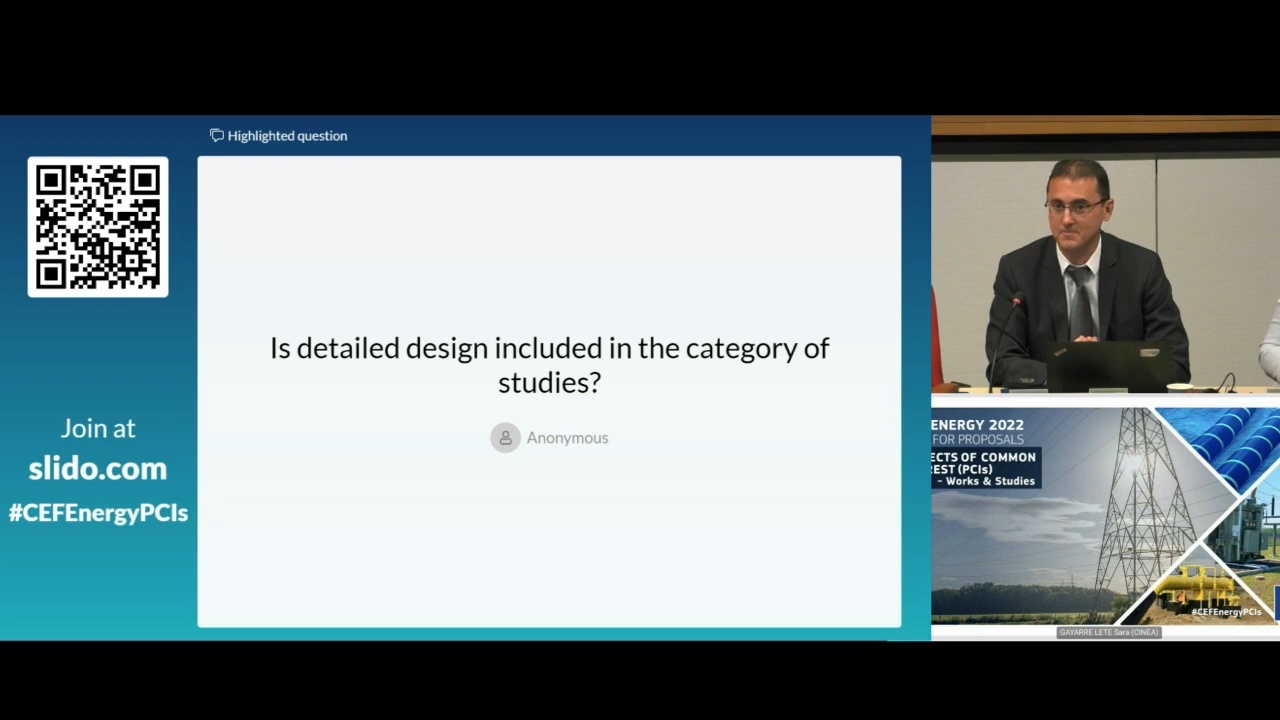 Highlighted question
Is detailed design included in the category of
studies?
Anonymous
Join at
slido.com
#CEFEnergyPCIs
ENERGY 2022
FOR PROPOSALS
ECTS OF COMMON
REST (PCIs)
- Works & Studies
#CEFEnergyPCIs
GAYARRE LETE Sara (CINEA)